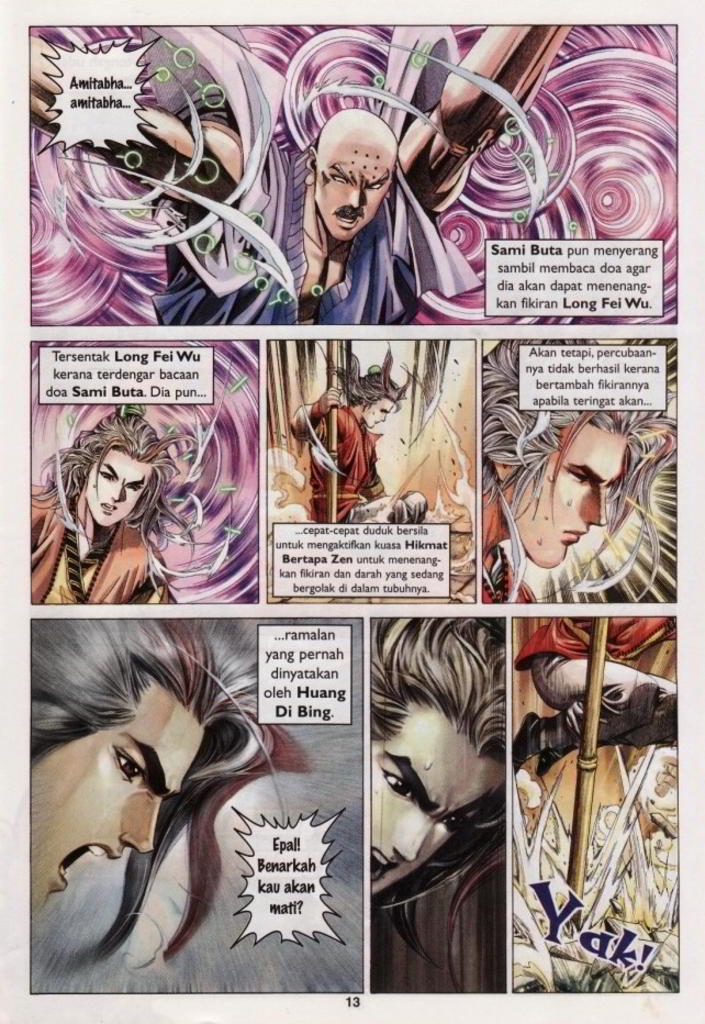 Amitabha...
amitabha...
Sami Buta pun menyerang
sambil membaca doa agar
dia akan dapat menenang-
kan fikiran Long Fei Wu.
Tersentak Long Fei Wu
kerana terdengar bacaan
doa Sami Buta. Dia pun...
...cepat-cepat duduk bersila
untuk mengaktifkan kuasa Hikmat
Bertapa Zen untuk menenang-
kan fikiran dan darah yang sedang
bergolak di dalam tubuhnya.
Akan tetapi, percubaan-
nya tidak berhasil kerana
bertambah fikirannya
apabila teringat akan...
...ramalan
yang pernah
dinyatakan
oleh Huang
Di Bing.
Epal!
Benarkah
kau akan
mati?
Yak!
13